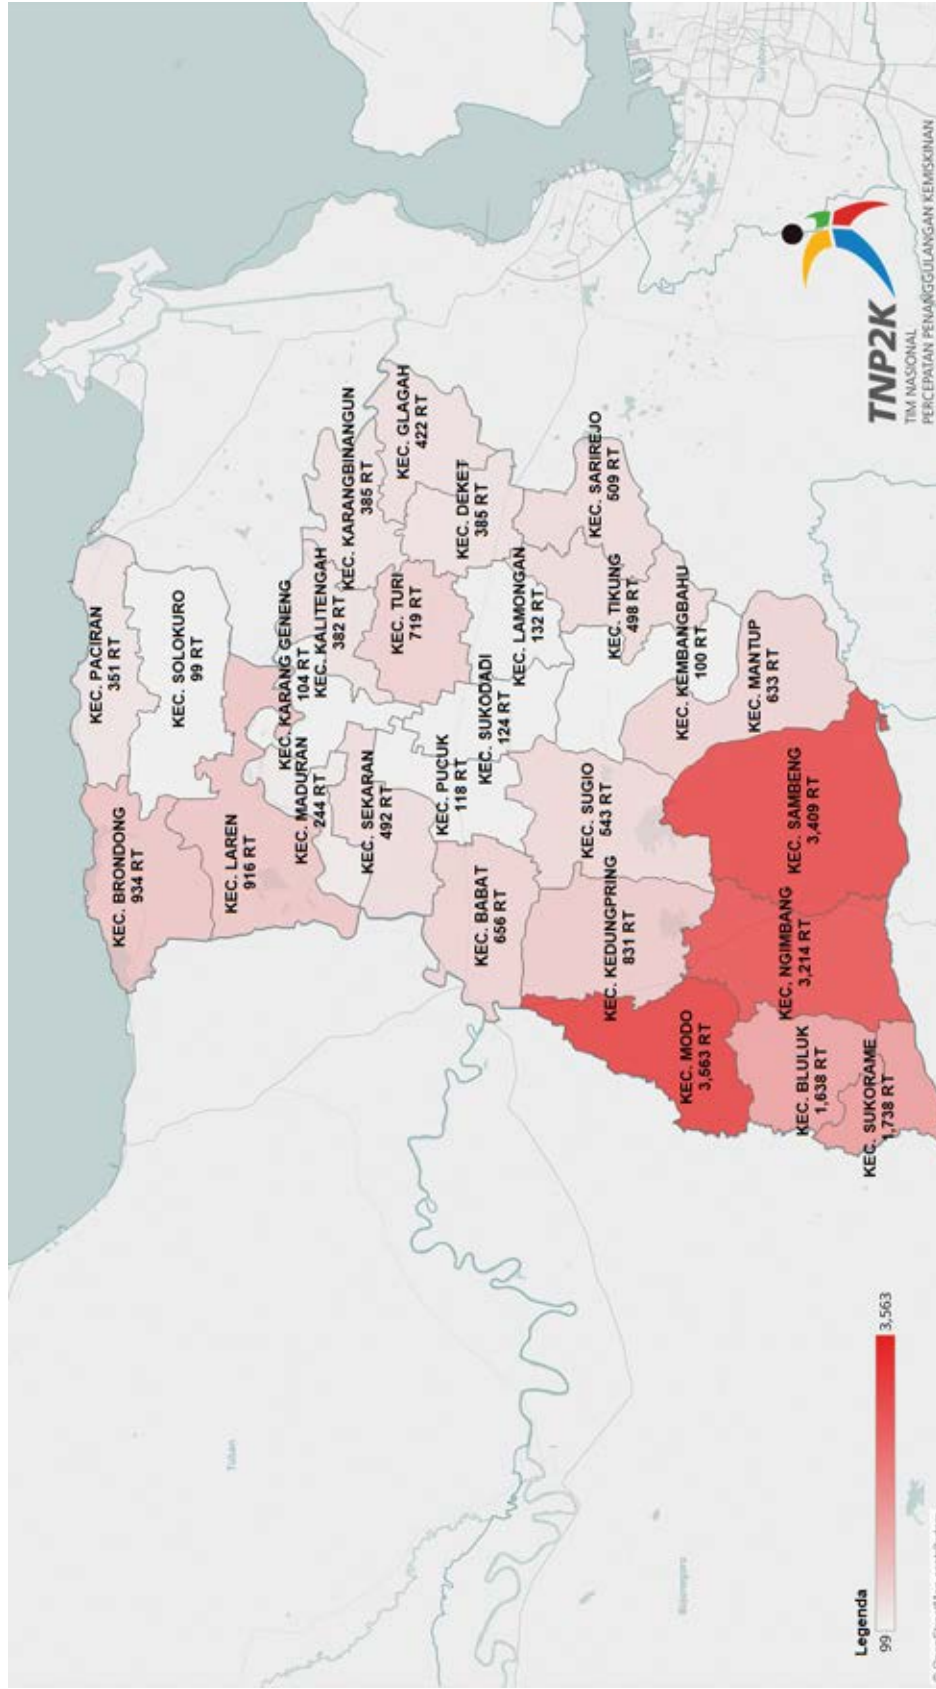 KEC. PACIRAN
351 RT
KEC. BRONDONG
934 RT
KEC. SOLOKURO
99 RT
KEC. LAREN
916 RT
KEC. KARANG GENENG
104 RT
KEC. MADURAN
244 RT
KEC. KALITENGAH
382 RT
KEC. KARANGBINANGUN
385 RT
KEC. SEKARAN
492 RT
KEC. TURI
719 RT
KEC. GLAGAH
422 RT
KEC. PUCUK
118 RT
KEC. DEKET
385 RT
KEC. BABAT
656 RT
KEC. SUKODADI
124 RT
KEC. LAMONGAN
132 RT
KEC. SARIREJO
509 RT
KEC. SUGIO
543 RT
KEC. TIKUNG
498 RT
KEC. KEDUNGPRING
831 RT
KEC. KEMBANGBAHU
100 RT
KEC. MODO
3,563 RT
KEC. MANTUP
633 RT
KEC. SAMBENG
3,409 RT
KEC. NGIMBANG
3,214 RT
KEC. BLULUK
1,638 RT
KEC. SUKORAME
1,738 RT
Tuban
Surabaya
Legenda
99
3,563
TNP2K
TIM NASIONAL
PERCEPATAN PENANGGULANGAN KEMISKINAN